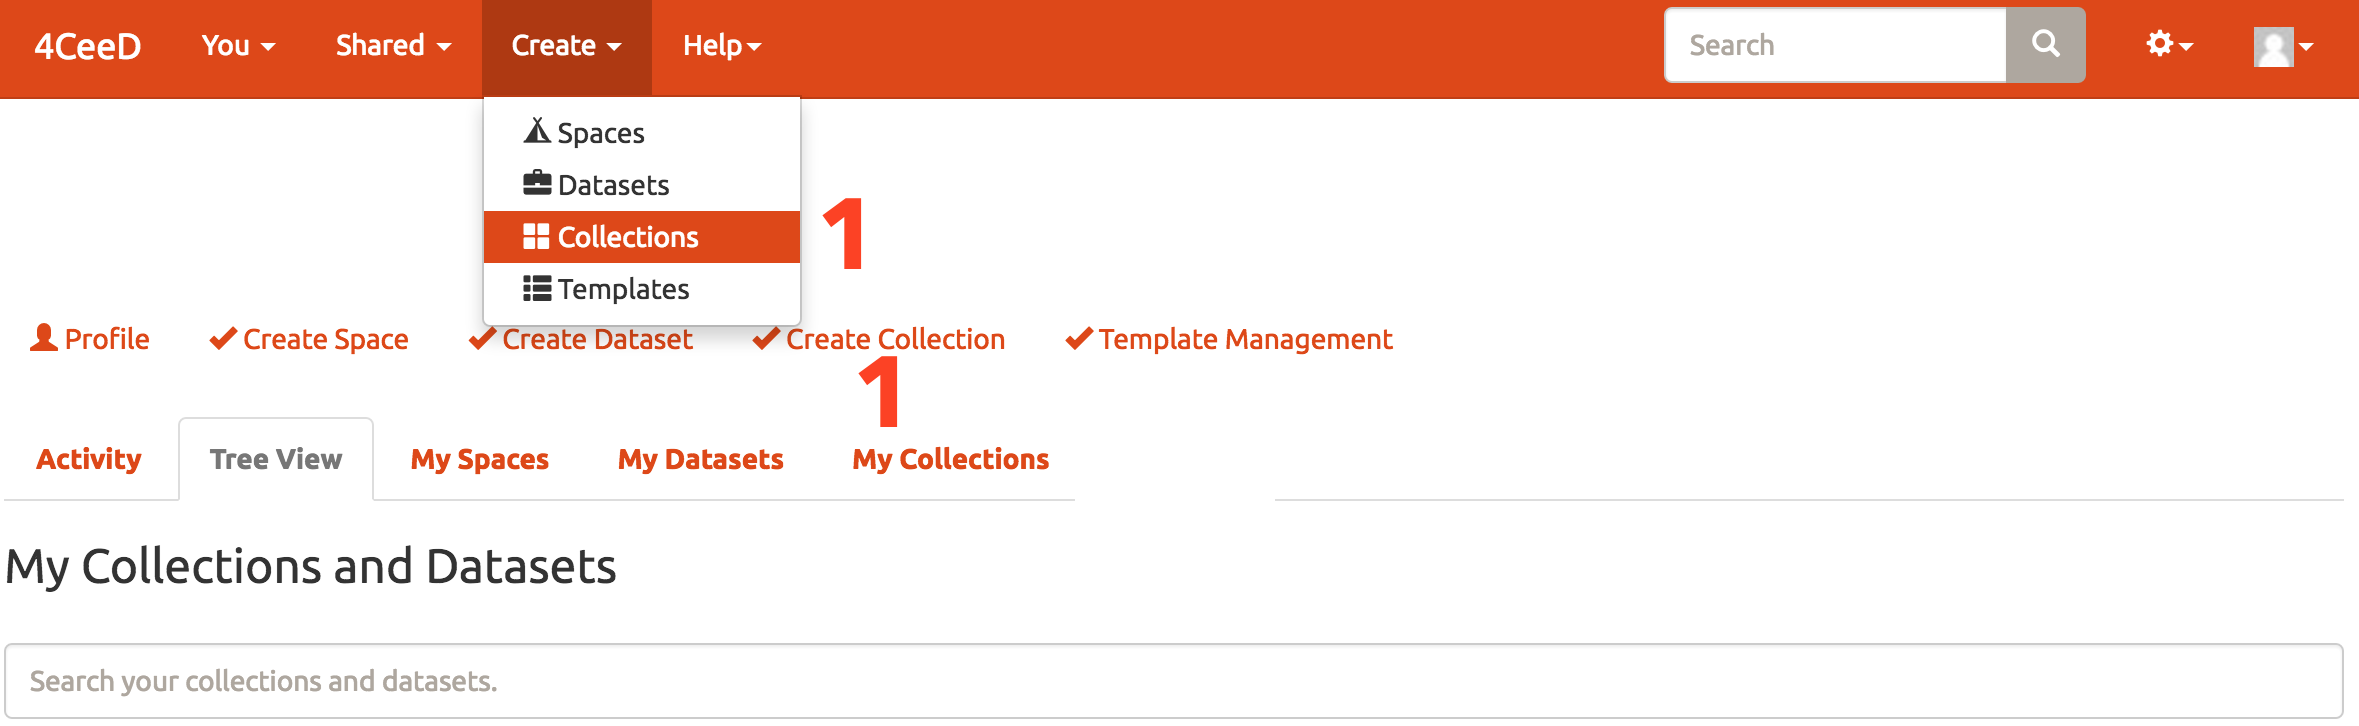 4CeeD You Shared Create Help Search
Spaces
Datasets
Collections 1
Templates
Profile Create Space Create Dataset Create Collection Template Management
1
Activity Tree View My Spaces My Datasets My Collections
My Collections and Datasets
Search your collections and datasets.